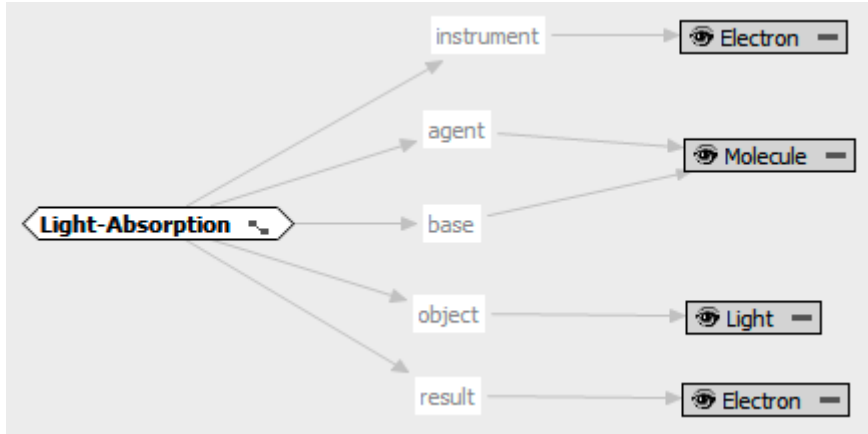 instrument
Electron
agent
Molecule
Light-Absorption
base
object
Light
result
Electron